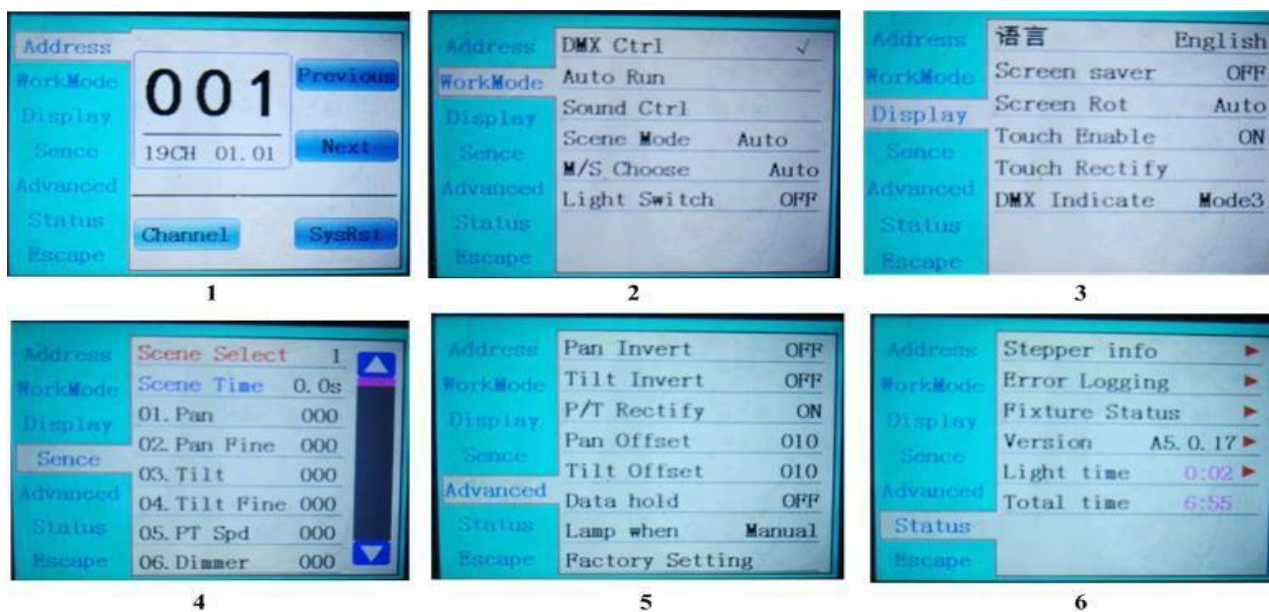 Address
WorkMode
Display
Sence
Advanced
Status
Escape
001
19CH 01.01
Previous
Next
Channel
SysRst
1
Address
WorkMode
Display
Sence
Advanced
Status
Escape
DMX Ctrl ✓
Auto Run
Sound Ctrl
Scene Mode Auto
M/S Choose Auto
Light Switch OFF
2
Address
WorkMode
Display
Sence
Advanced
Status
Escape
语言 English
Screen saver OFF
Screen Rot Auto
Touch Enable ON
Touch Rectify
DMX Indicate Mode3
3
Address
WorkMode
Display
Sence
Advanced
Status
Escape
Scene Select 1
Scene Time 0.0s
01. Pan 000
02. Pan Fine 000
03. Tilt 000
04. Tilt Fine 000
05. PT Spd 000
06. Dimmer 000
4
Address
WorkMode
Display
Sence
Advanced
Status
Escape
Pan Invert OFF
Tilt Invert OFF
P/T Rectify ON
Pan Offset 010
Tilt Offset 010
Data hold OFF
Lamp when Manual
Factory Setting
5
Address
WorkMode
Display
Sence
Advanced
Status
Escape
Stepper info
Error Logging
Fixture Status
Version A5.0.17
Light time 0:02
Total time 6:55
6